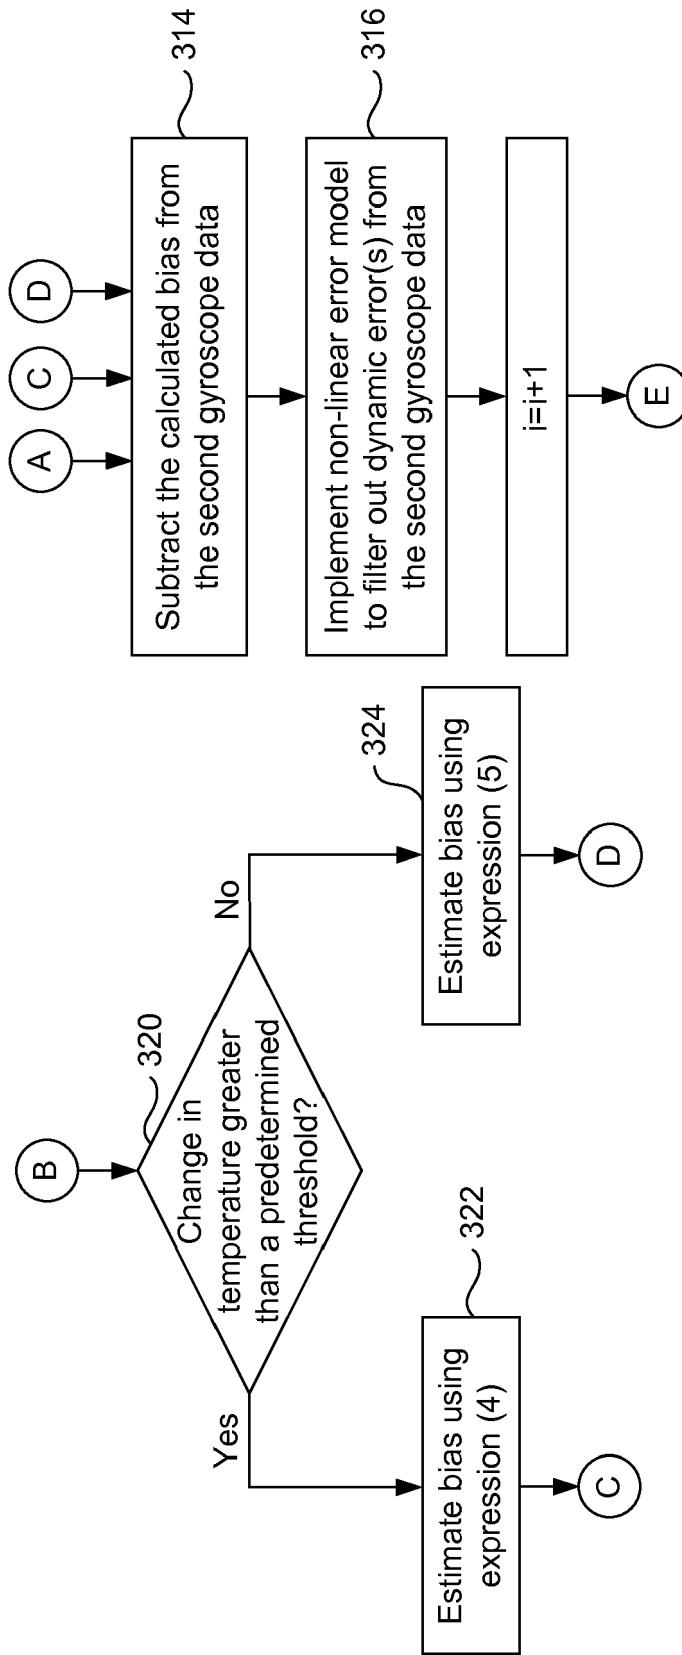 B
320
Change in
temperature greater
than a predetermined
threshold?
Yes
No
322
Estimate bias using
expression (4)
C
324
Estimate bias using
expression (5)
D
A
C
D
314
Subtract the calculated bias from
the second gyroscope data
316
Implement non-linear error model
to filter out dynamic error(s) from
the second gyroscope data
i=i+1
E